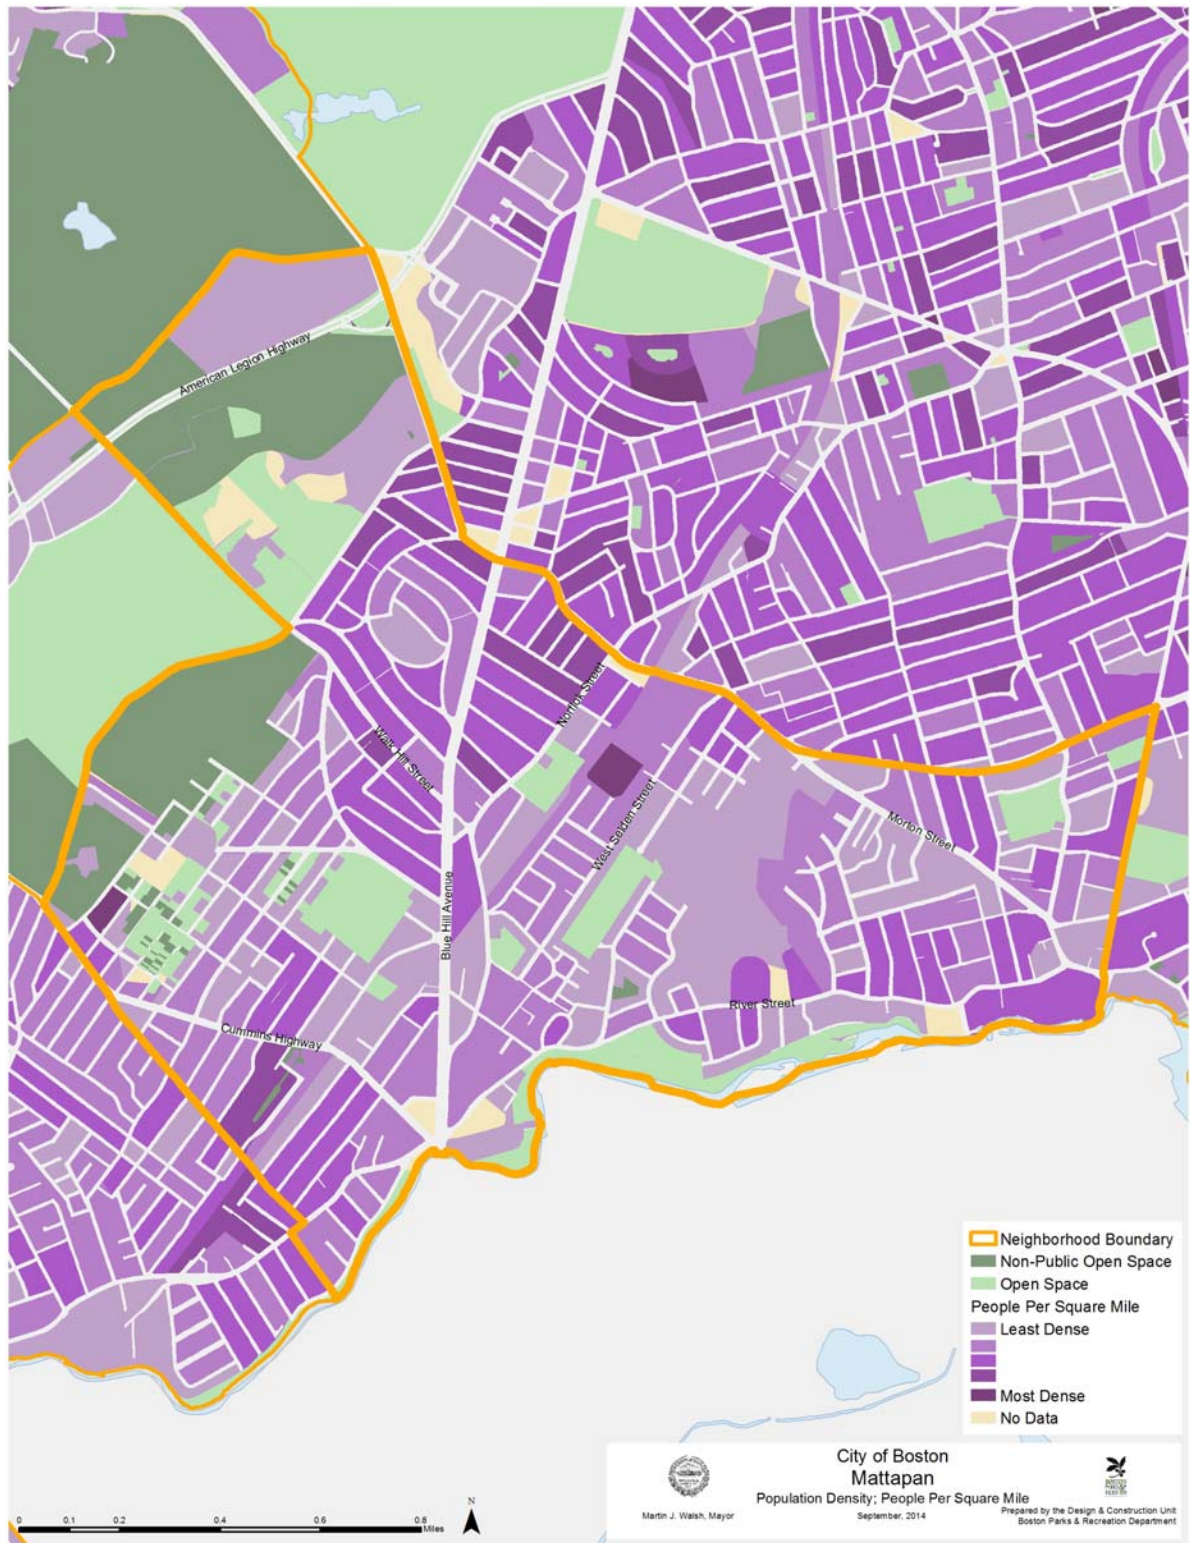 American Legion Highway
Norfolk Street
Walk Hill Street
West Selden Street
Morton Street
Blue Hill Avenue
River Street
Cummins Highway
Neighborhood Boundary
Non-Public Open Space
Open Space
People Per Square Mile
Least Dense
Most Dense
No Data
City of Boston
Mattapan
Population Density; People Per Square Mile
Martin J. Walsh, Mayor
September, 2014
Prepared by the Design & Construction Unit
Boston Parks & Recreation Department
N
0 0.1 0.2 0.4 0.6 0.8
Miles